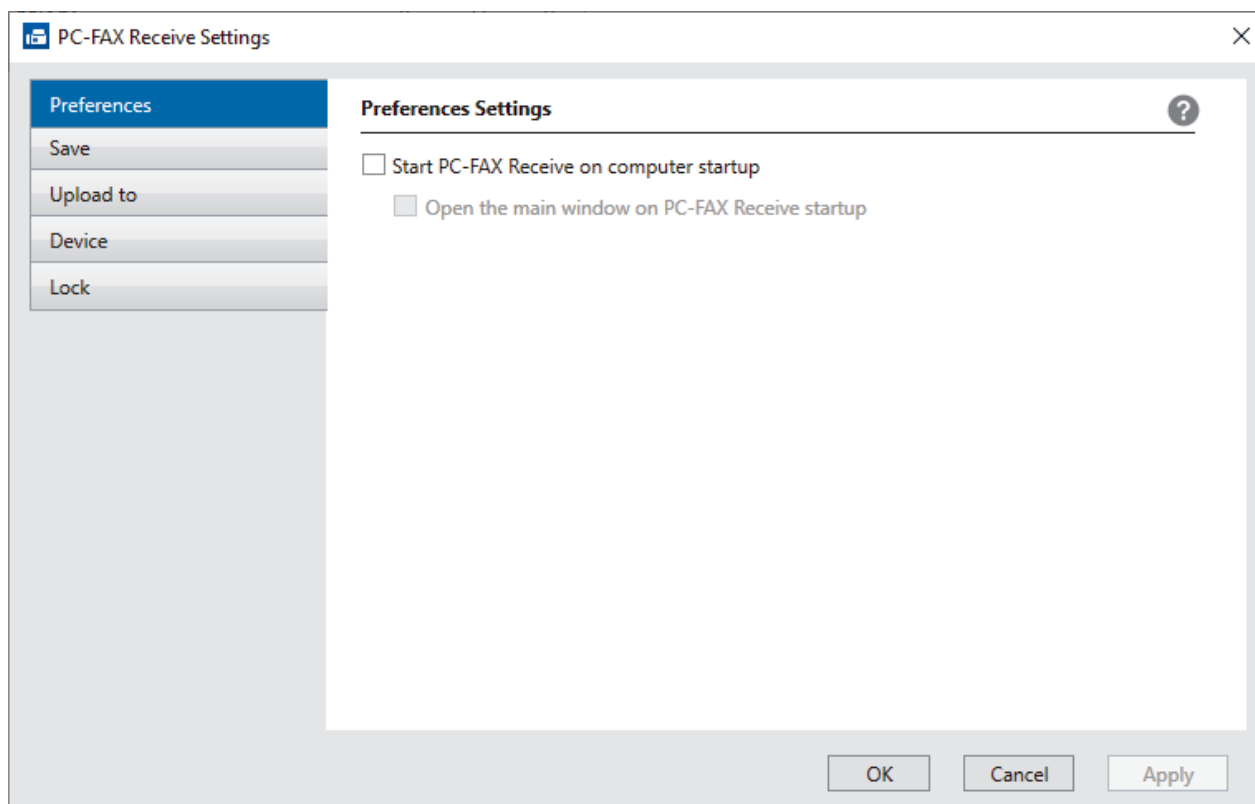 PC-FAX Receive Settings
Preferences
Save
Upload to
Device
Lock
Preferences Settings
?
Start PC-FAX Receive on computer startup
Open the main window on PC-FAX Receive startup
OK
Cancel
Apply